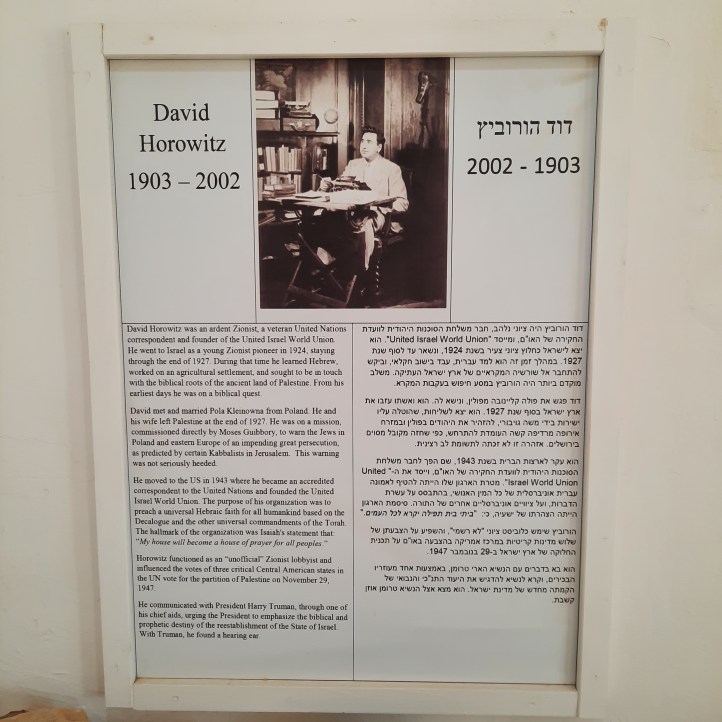 David
Horowitz
1903 – 2002
דוד הורוביץ
2002 - 1903
David Horowitz was an ardent Zionist, a veteran United Nations
correspondent and founder of the United Israel World Union.
He went to Israel as a young Zionist pioneer in 1924, staying
through the end of 1927. During that time he learned Hebrew,
worked on an agricultural settlement, and sought to be in touch
with the biblical roots of the ancient land of Palestine. From his
earliest days he was on a biblical quest.
David met and married Pola Kleinowna from Poland. He and
his wife left Palestine at the end of 1927. He was on a mission,
commissioned directly by Moses Guibbory, to warn the Jews in
Poland and eastern Europe of an impending great persecution,
as predicted by certain Kabbalists in Jerusalem. This warning
was not seriously heeded.
He moved to the US in 1943 where he became an accredited
correspondent to the United Nations and founded the United
Israel World Union. The purpose of organization was to
preach a universal Hebraic faith for all humankind based on the
Decalogue and the other universal commandments of the Torah.
The hallmark of the organization was Isaiah's statement that:
"My house will become a house of prayer for all peoples."
Horowitz functioned as an “unofficial” Zionist lobbyist and
influenced the votes of three critical Central American states in
the UN vote for the partition of Palestine on November 29,
1947.
He communicated with President Harry Truman, through one of
his chief aids, urging the President to emphasize the biblical and
prophetic destiny of the reestablishment of the State of Israel.
With Truman, he found a hearing ear.
דוד הורוביץ היה ציוני נלהב, חבר משלחת הסוכנות היהודית לוועדת
החקירה של האו"ם, ומייסד "United Israel World Union". הוא
יצא לישראל כחלוץ ציוני צעיר בשנת 1924, ונשאר עד לסוף שנת
1927. במהלך זמן זה הוא למד עברית, עבד בישוב חקלאי, וביקש
להתחבר אל שורשיה המקראיים של ארץ ישראל העתיקה. משלב
מוקדם ביותר היה הורוביץ במסע חיפוש בעקבות המקרא.
דוד פגש את פולה קליינובה מפולין, ונישא לה. הוא ואשתו עזבו את
ארץ ישראל בסוף שנת 1927. הוא יצא לשליחות, שהוטלה עליו
ישירות בידי משה גויבורי, להזהיר את היהודים בפולין ובמזרח
אירופה מרדיפה קשה העומדת להתרחש, כפי שחזה מקובל מסוים
בירושלים. אזהרה זו לא זכתה לתשומת לב רצינית.
הוא עקר לארצות הברית בשנת 1943, שם הפך לחבר משלחת
הסוכנות היהודית לוועדת החקירה של האו"ם, וייסד את ה-"United
Israel World Union". מטרת הארגון שלו הייתה להטיף לאמונה
עברית אוניברסלית של כל המין האנושי, בהתבסס על עשרת
הדברות, ועל ציוויים אוניברסליים אחרים של התורה. סיסמת הארגון
הייתה הצהרתו של ישעיה, כי: "ביתי בית תפילה יקרא לכל העמים."
הורוביץ שימש כלוביסט ציוני "לא רשמי", והשפיע על הצבעתן של
שלוש מדינות קריטיות במרכז אמריקה בהצבעה באו"ם על תכנית
החלוקה של ארץ ישראל ב-29 בנובמבר 1947.
הוא בא בדברים עם הנשיא הארי טרומן, באמצעות אחד מעוזריו
הבכירים, וקרא לנשיא להדגיש את היעוד התנ"כי והנבואי של
הקמתה מחדש של מדינת ישראל. הוא מצא אצל הנשיא טרומן אוזן
קשבת.